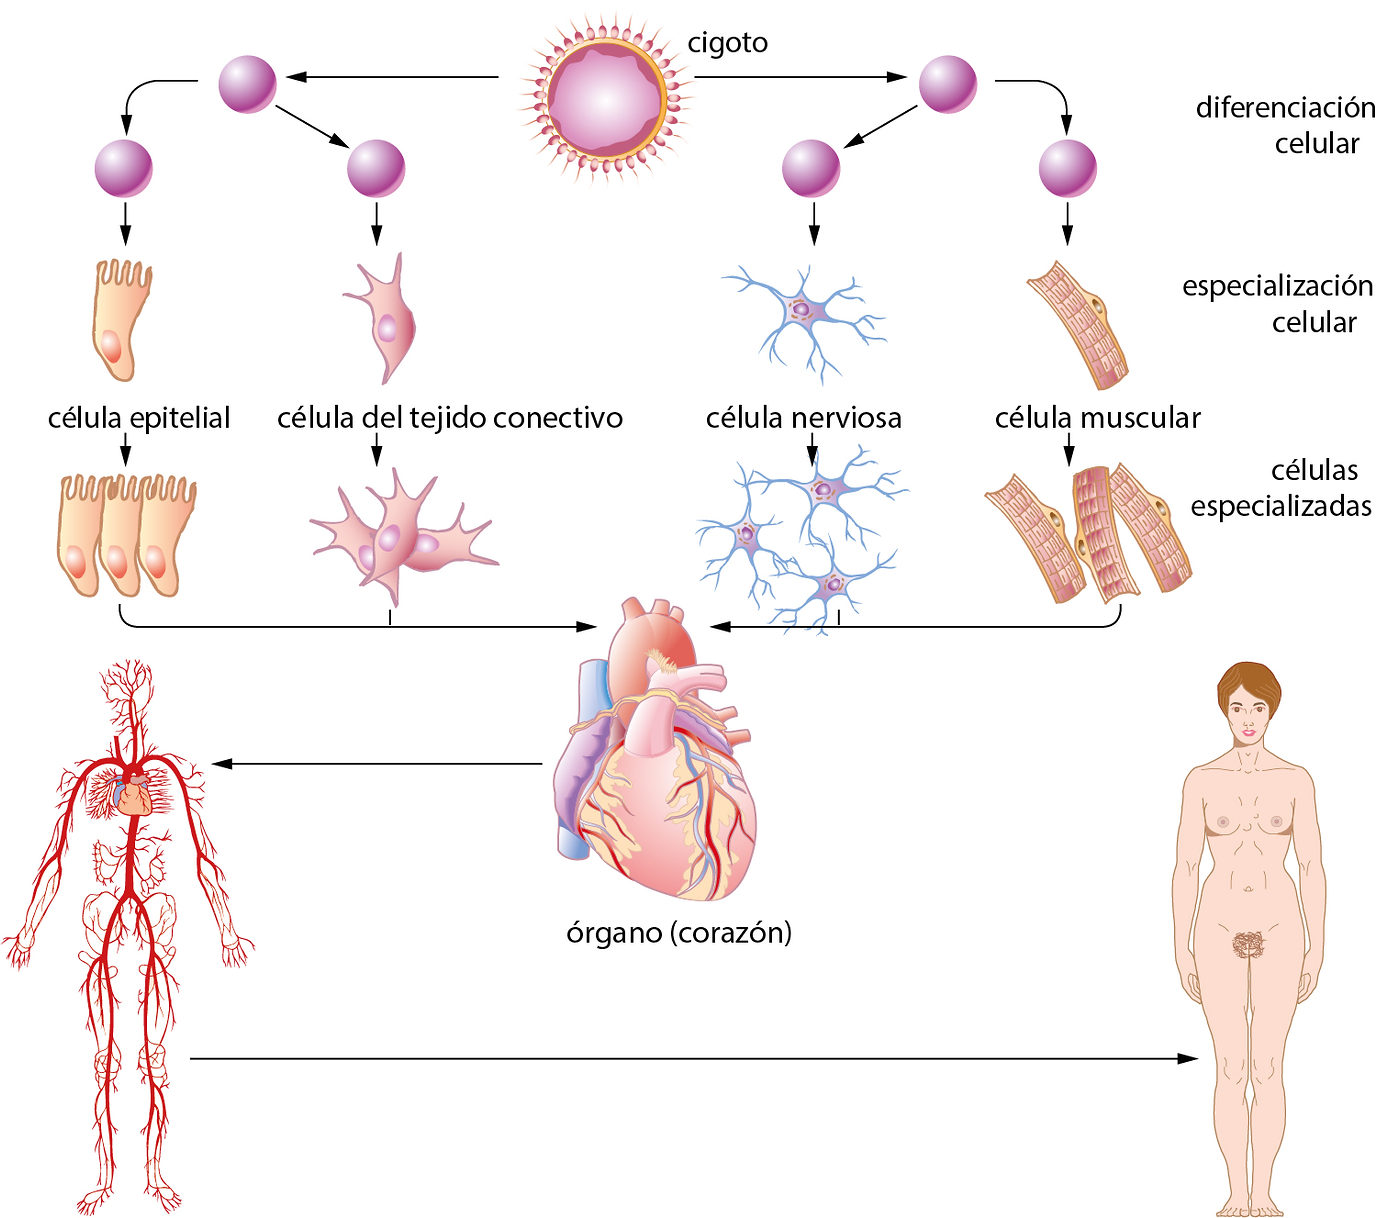 cigoto
diferenciación
celular
especialización
celular
célula epitelial
célula del tejido conectivo
célula nerviosa
célula muscular
células
especializadas
órgano (corazón)